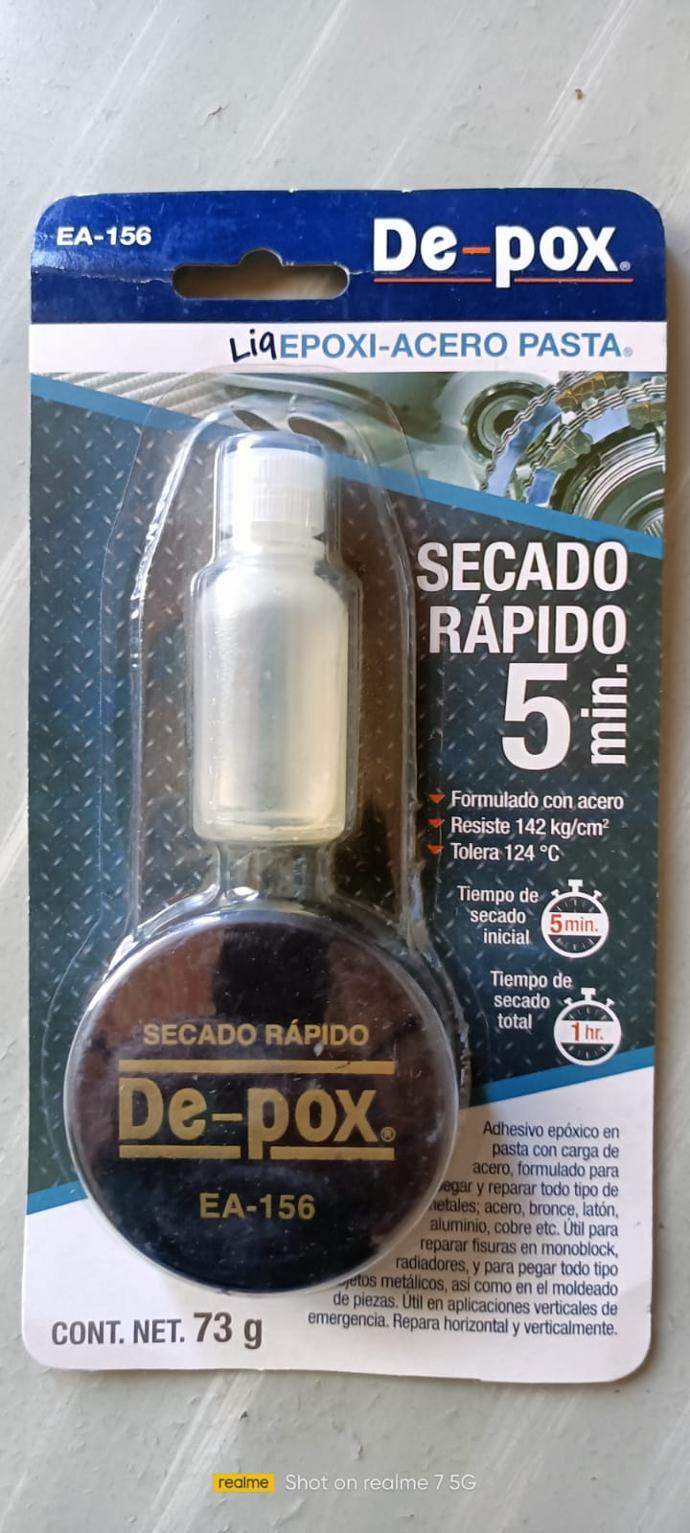 EA-156
De-pox®
Liq EPOXI-ACERO PASTA®
SECADO
RÁPIDO
5 min.
Formulado con acero
Resiste 142 kg/cm²
Tolera 124 °C
Tiempo de
secado
inicial
5 min.
Tiempo de
secado
total
1 hr.
SECADO RÁPIDO
De-pox®
EA-156
Adhesivo epóxico en
pasta con carga de
acero, formulado para
y reparar todo tipo de
acero, bronce, latón,
aluminio, cobre etc. Útil para
reparar fisuras en monoblock,
radiadores, y para pegar todo tipo
metálicos, así como en el moldeado
de piezas. Útil en aplicaciones verticales de
emergencia. Repara horizontal y verticalmente.
CONT. NET. 73 g
realme Shot on realme 7 5G